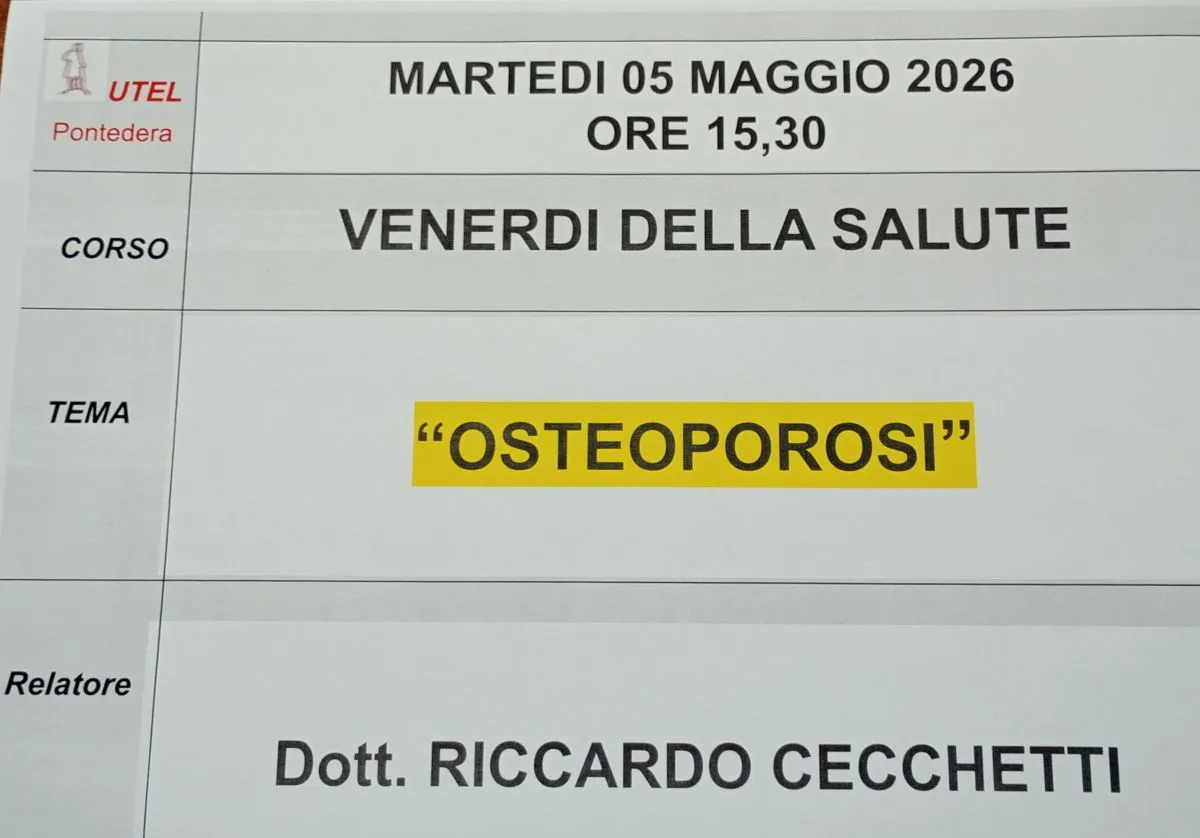 UTEL
Pontedera
MARTEDI 05 MAGGIO 2026
ORE 15,30
CORSO
VENERDI DELLA SALUTE
TEMA
“OSTEOPOROSI”
Relatore
Dott. RICCARDO CECCHETTI